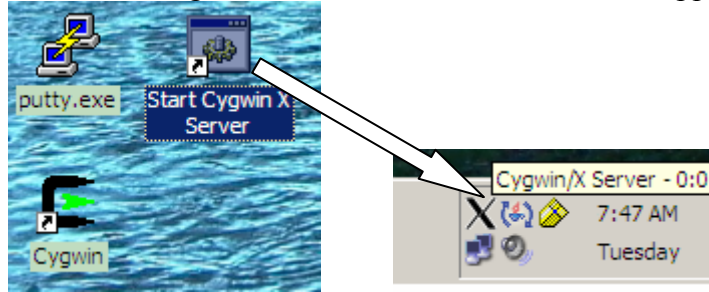 putty.exe
Start Cygwin X
Server
Cygwin
Cygwin/X Server - 0:0
7:47 AM
Tuesday